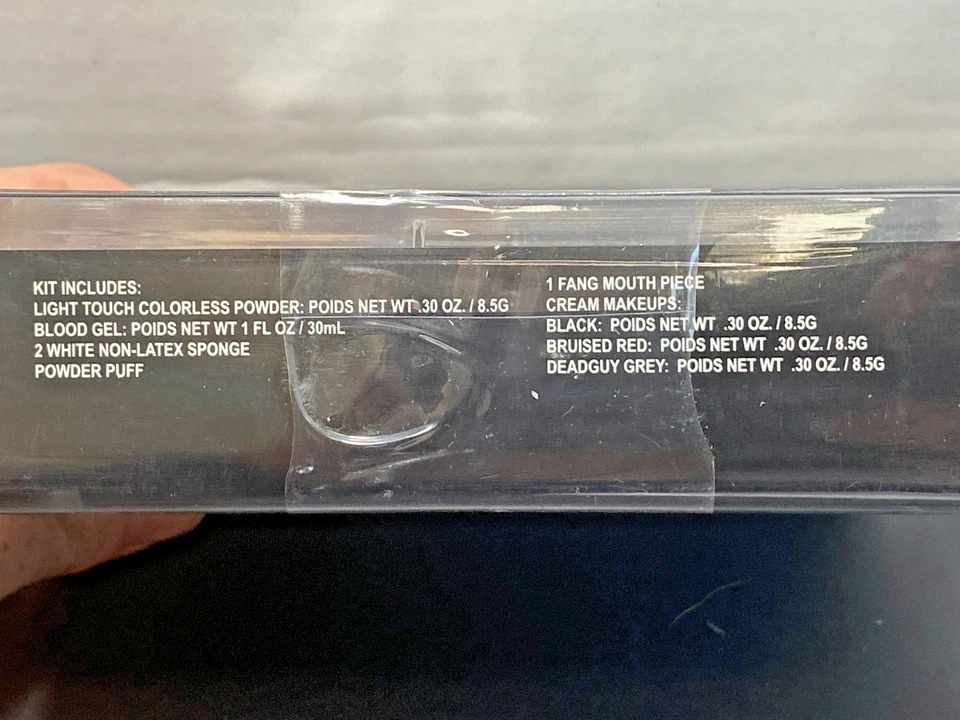 KIT INCLUDES:
LIGHT TOUCH COLORLESS POWDER: POIDS NET WT .30 OZ. / 8.5G
BLOOD GEL: POIDS NET WT 1 FL OZ / 30mL
2 WHITE NON-LATEX SPONGE
POWDER PUFF
1 FANG MOUTH PIECE
CREAM MAKEUPS:
BLACK: POIDS NET WT .30 OZ. / 8.5G
BRUISED RED: POIDS NET WT .30 OZ. / 8.5G
DEADGUY GREY: POIDS NET WT .30 OZ. / 8.5G